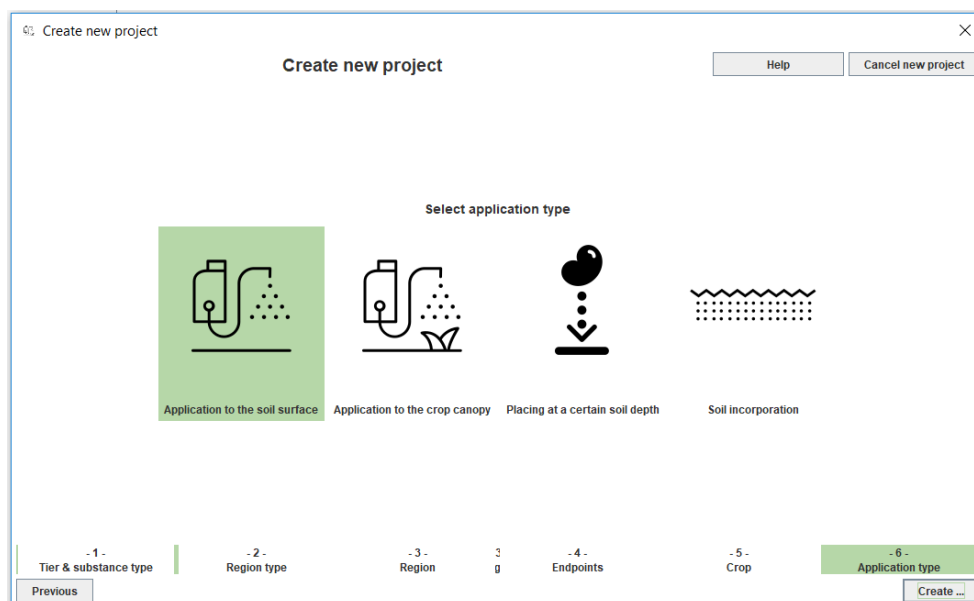 Create new project
Create new project
Help
Cancel new project
Select application type
Application to the soil surface
Application to the crop canopy
Placing at a certain soil depth
Soil incorporation
- 1 -
Tier & substance type
- 2 -
Region type
- 3 -
Region
3
g
- 4 -
Endpoints
- 5 -
Crop
- 6 -
Application type
Previous
Create ...